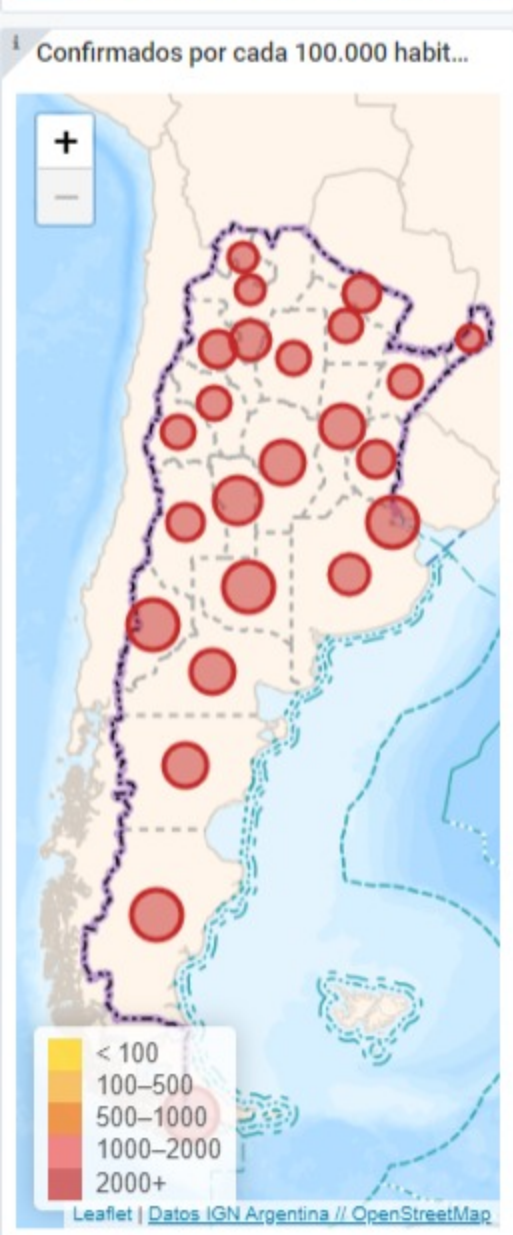 i
Confirmados por cada 100.000 habit...
+
−
< 100
100–500
500–1000
1000–2000
2000+
Leaflet | Datos IGN Argentina // OpenStreetMap